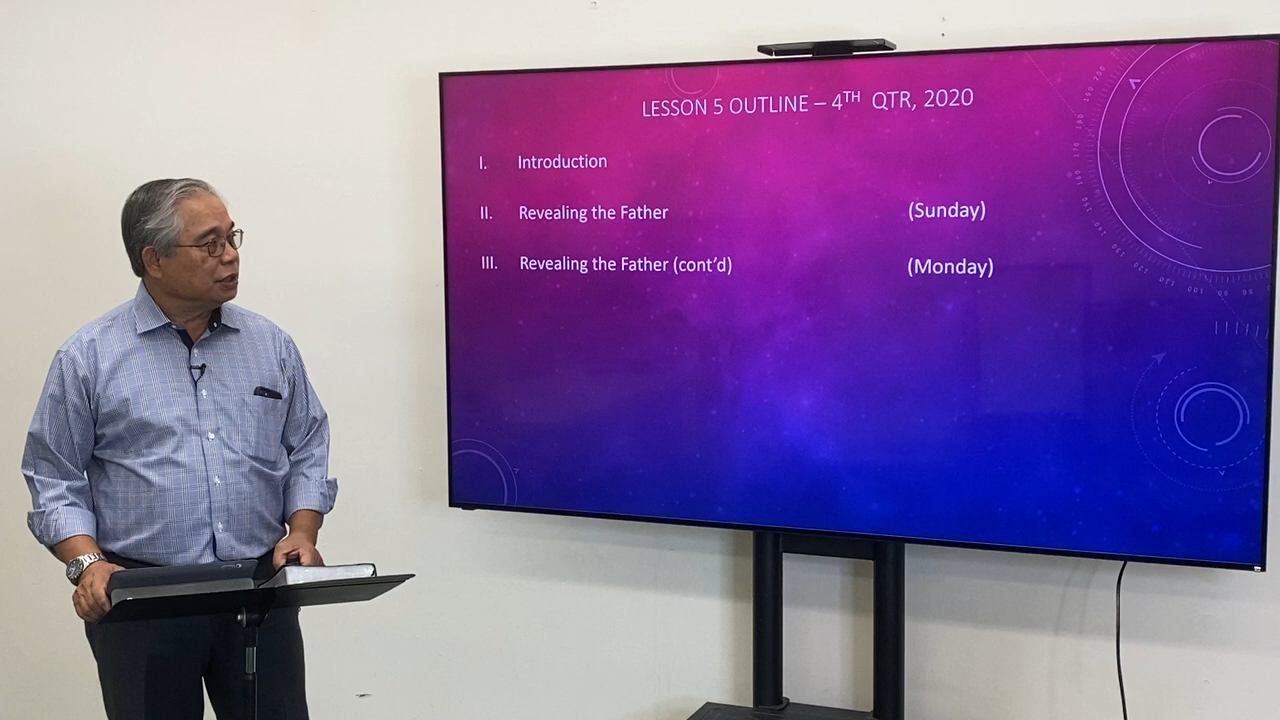 LESSON 5 OUTLINE – 4TH QTR, 2020
I. Introduction
II. Revealing the Father (Sunday)
III. Revealing the Father (cont'd) (Monday)